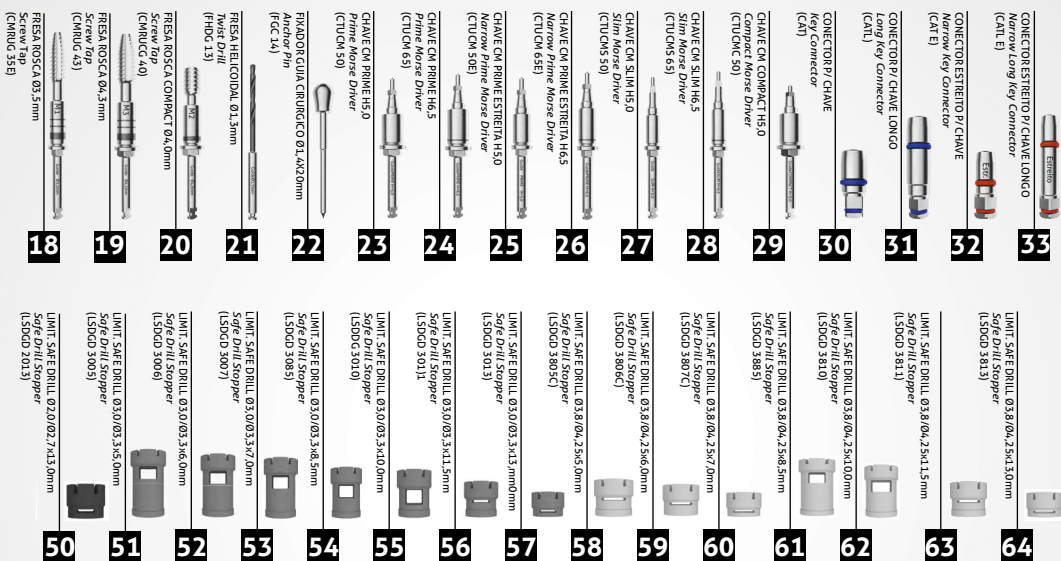 FRESA ROSCA Ø3,5mm
Screw Tap
(CMRUG 35E)
M1
18
FRESA ROSCA Ø4,3mm
Screw Tap
(CMRUG 43)
M3
19
FRESA ROSCA COMPACT Ø4,0mm
Screw Tap
(CMRUCG 40)
M2
20
FRESA HELICOIDAL Ø1,3mm
Twist Drill
(FHDG 13)
21
FIXADOR GUIA CIRURGICO Ø1,4X20mm
Anchor Pin
(FGC 14)
22
CHAVE CM PRIME H5,0
Prime Morse Driver
(CTUCM 50)
23
CHAVE CM PRIME H6,5
Prime Morse Driver
(CTUCM 65)
24
CHAVE CM PRIME ESTREITA H5,0
Narrow Prime Morse Driver
(CTUCM 50E)
25
CHAVE CM PRIME ESTREITA H6,5
Narrow Prime Morse Driver
(CTUCM 65E)
26
CHAVE CM SLIM H5,0
Slim Morse Driver
(CTUCMS 50)
27
CHAVE CM SLIM H6,5
Slim Morse Driver
(CTUCMS 65)
28
CHAVE CM COMPACT H5,0
Compact Morse Driver
(CTUCMC 50)
29
CONECTOR P/ CHAVE
Key Connector
(CAT)
30
CONECTOR P/ CHAVE LONGO
Long Key Connector
(CATL)
31
CONECTOR ESTREITO P/ CHAVE
Narrow Key Connector
(CAT E)
Estr.
32
CONECTOR ESTREITO P/ CHAVE LONGO
Narrow Long Key Connector
(CATL E)
Estreito
33
LIMIT. SAFE DRILL Ø2,0/Ø2,7x13,0mm
Safe Drill Stopper
(LSDGD 2013)
50
LIMIT. SAFE DRILL Ø3,0/Ø3,3x5,0mm
Safe Drill Stopper
(LSDGD 3005)
51
LIMIT. SAFE DRILL Ø3,0/Ø3,3x6,0mm
Safe Drill Stopper
(LSDGD 3006)
52
LIMIT. SAFE DRILL Ø3,0/Ø3,3x7,0mm
Safe Drill Stopper
(LSDGD 3007)
53
LIMIT. SAFE DRILL Ø3,0/Ø3,3x8,5mm
Safe Drill Stopper
(LSDGD 3085)
54
LIMIT. SAFE DRILL Ø3,0/Ø3,3x10,0mm
Safe Drill Stopper
(LSDG 3010)
55
LIMIT. SAFE DRILL Ø3,0/Ø3,3x11,5mm
Safe Drill Stopper
(LSDGD 301)1
56
LIMIT. SAFE DRILL Ø3,0/Ø3,3x13,mm0mm
Safe Drill Stopper
(LSDGD 3013)
57
LIMIT. SAFE DRILL Ø3,8/Ø4,25x5,0mm
Safe Drill Stopper
(LSDGD 3805C)
58
LIMIT. SAFE DRILL Ø3,8/Ø4,25x6,0mm
Safe Drill Stopper
(LSDGD 3806C)
59
LIMIT. SAFE DRILL Ø3,8/Ø4,25x7,0mm
Safe Drill Stopper
(LSDGD 3807C)
60
LIMIT. SAFE DRILL Ø3,8/Ø4,25x8,5mm
Safe Drill Stopper
(LSDGD 3885)
61
LIMIT. SAFE DRILL Ø3,8/Ø4,25x10,0mm
Safe Drill Stopper
(LSDGD 3810)
62
LIMIT. SAFE DRILL Ø3,8/Ø4,25x11,5mm
Safe Drill Stopper
(LSDGD 3811)
63
LIMIT. SAFE DRILL Ø3,8/Ø4,25x13,0mm
Safe Drill Stopper
(LSDGD 3813)
64